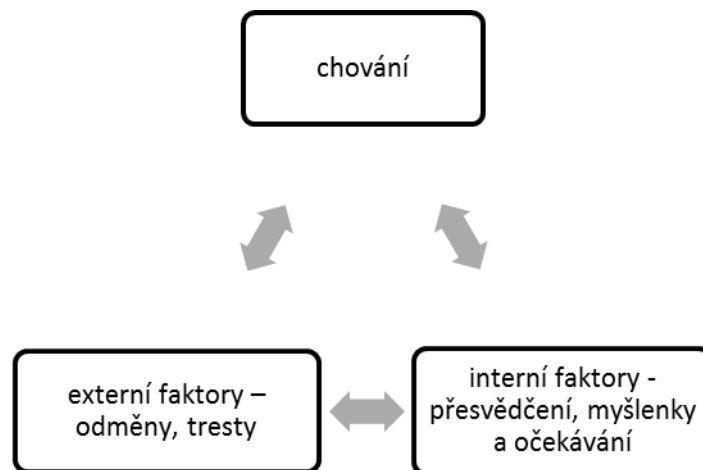 chování
externí faktory –
odměny, tresty
interní faktory -
přesvědčení, myšlenky
a očekávání